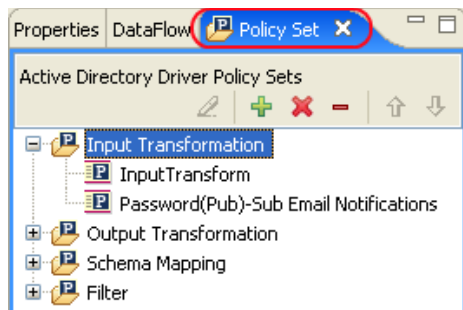 Properties DataFlow Policy Set
Active Directory Driver Policy Sets
Input Transformation
InputTransform
Password(Pub)-Sub Email Notifications
Output Transformation
Schema Mapping
Filter